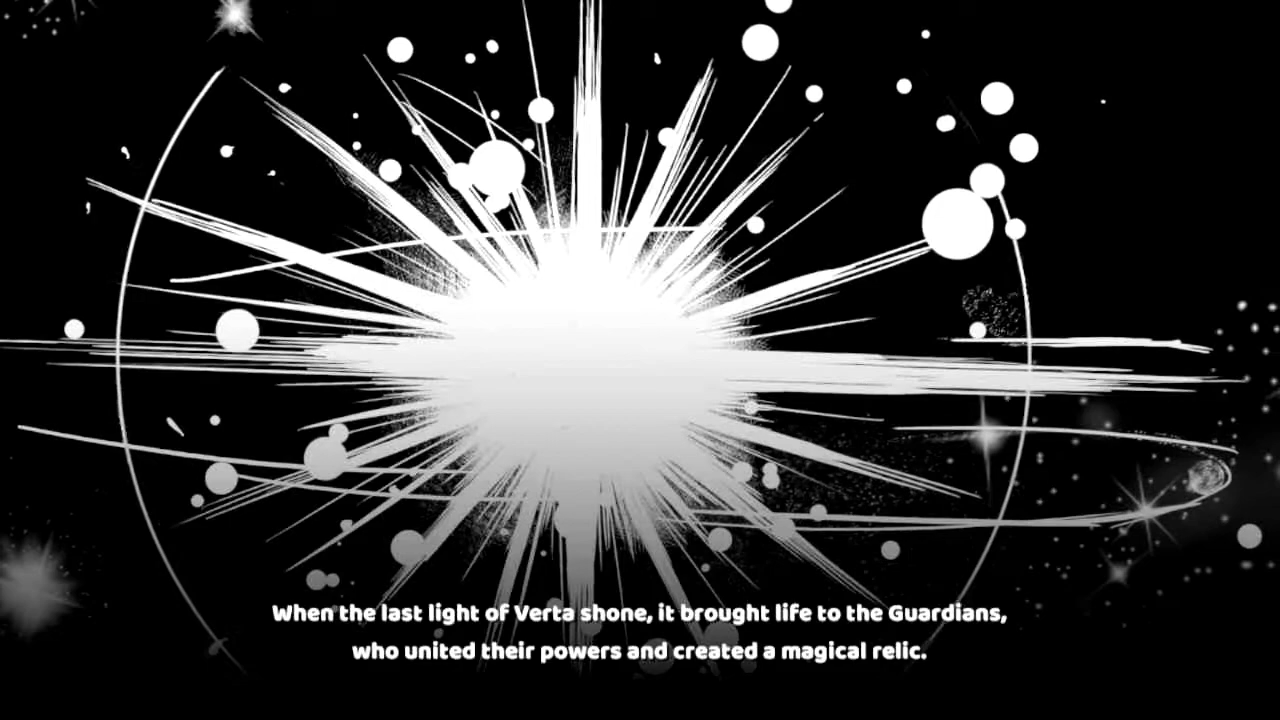 When the last light of Verta shone, it brought life to the Guardians,
who united their powers and created a magical relic.